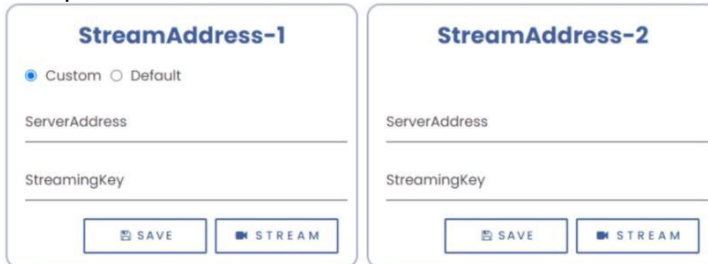 StreamAddress-1
Custom Default
ServerAddress
StreamingKey
SAVE STREAM
StreamAddress-2
ServerAddress
StreamingKey
SAVE STREAM